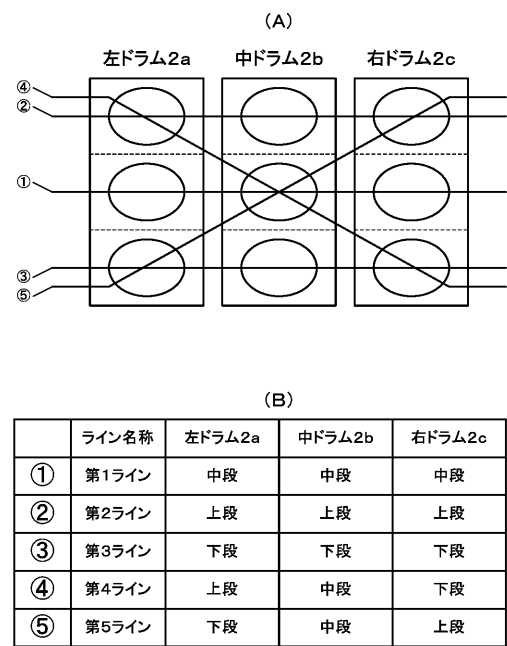 (A)
左ドラム2a 中ドラム2b 右ドラム2c
④
②
①
③
⑤
(B)
ライン名称 左ドラム2a 中ドラム2b 右ドラム2c
① 第1ライン 中段 中段 中段
② 第2ライン 上段 上段 上段
③ 第3ライン 下段 下段 下段
④ 第4ライン 上段 中段 下段
⑤ 第5ライン 下段 中段 上段